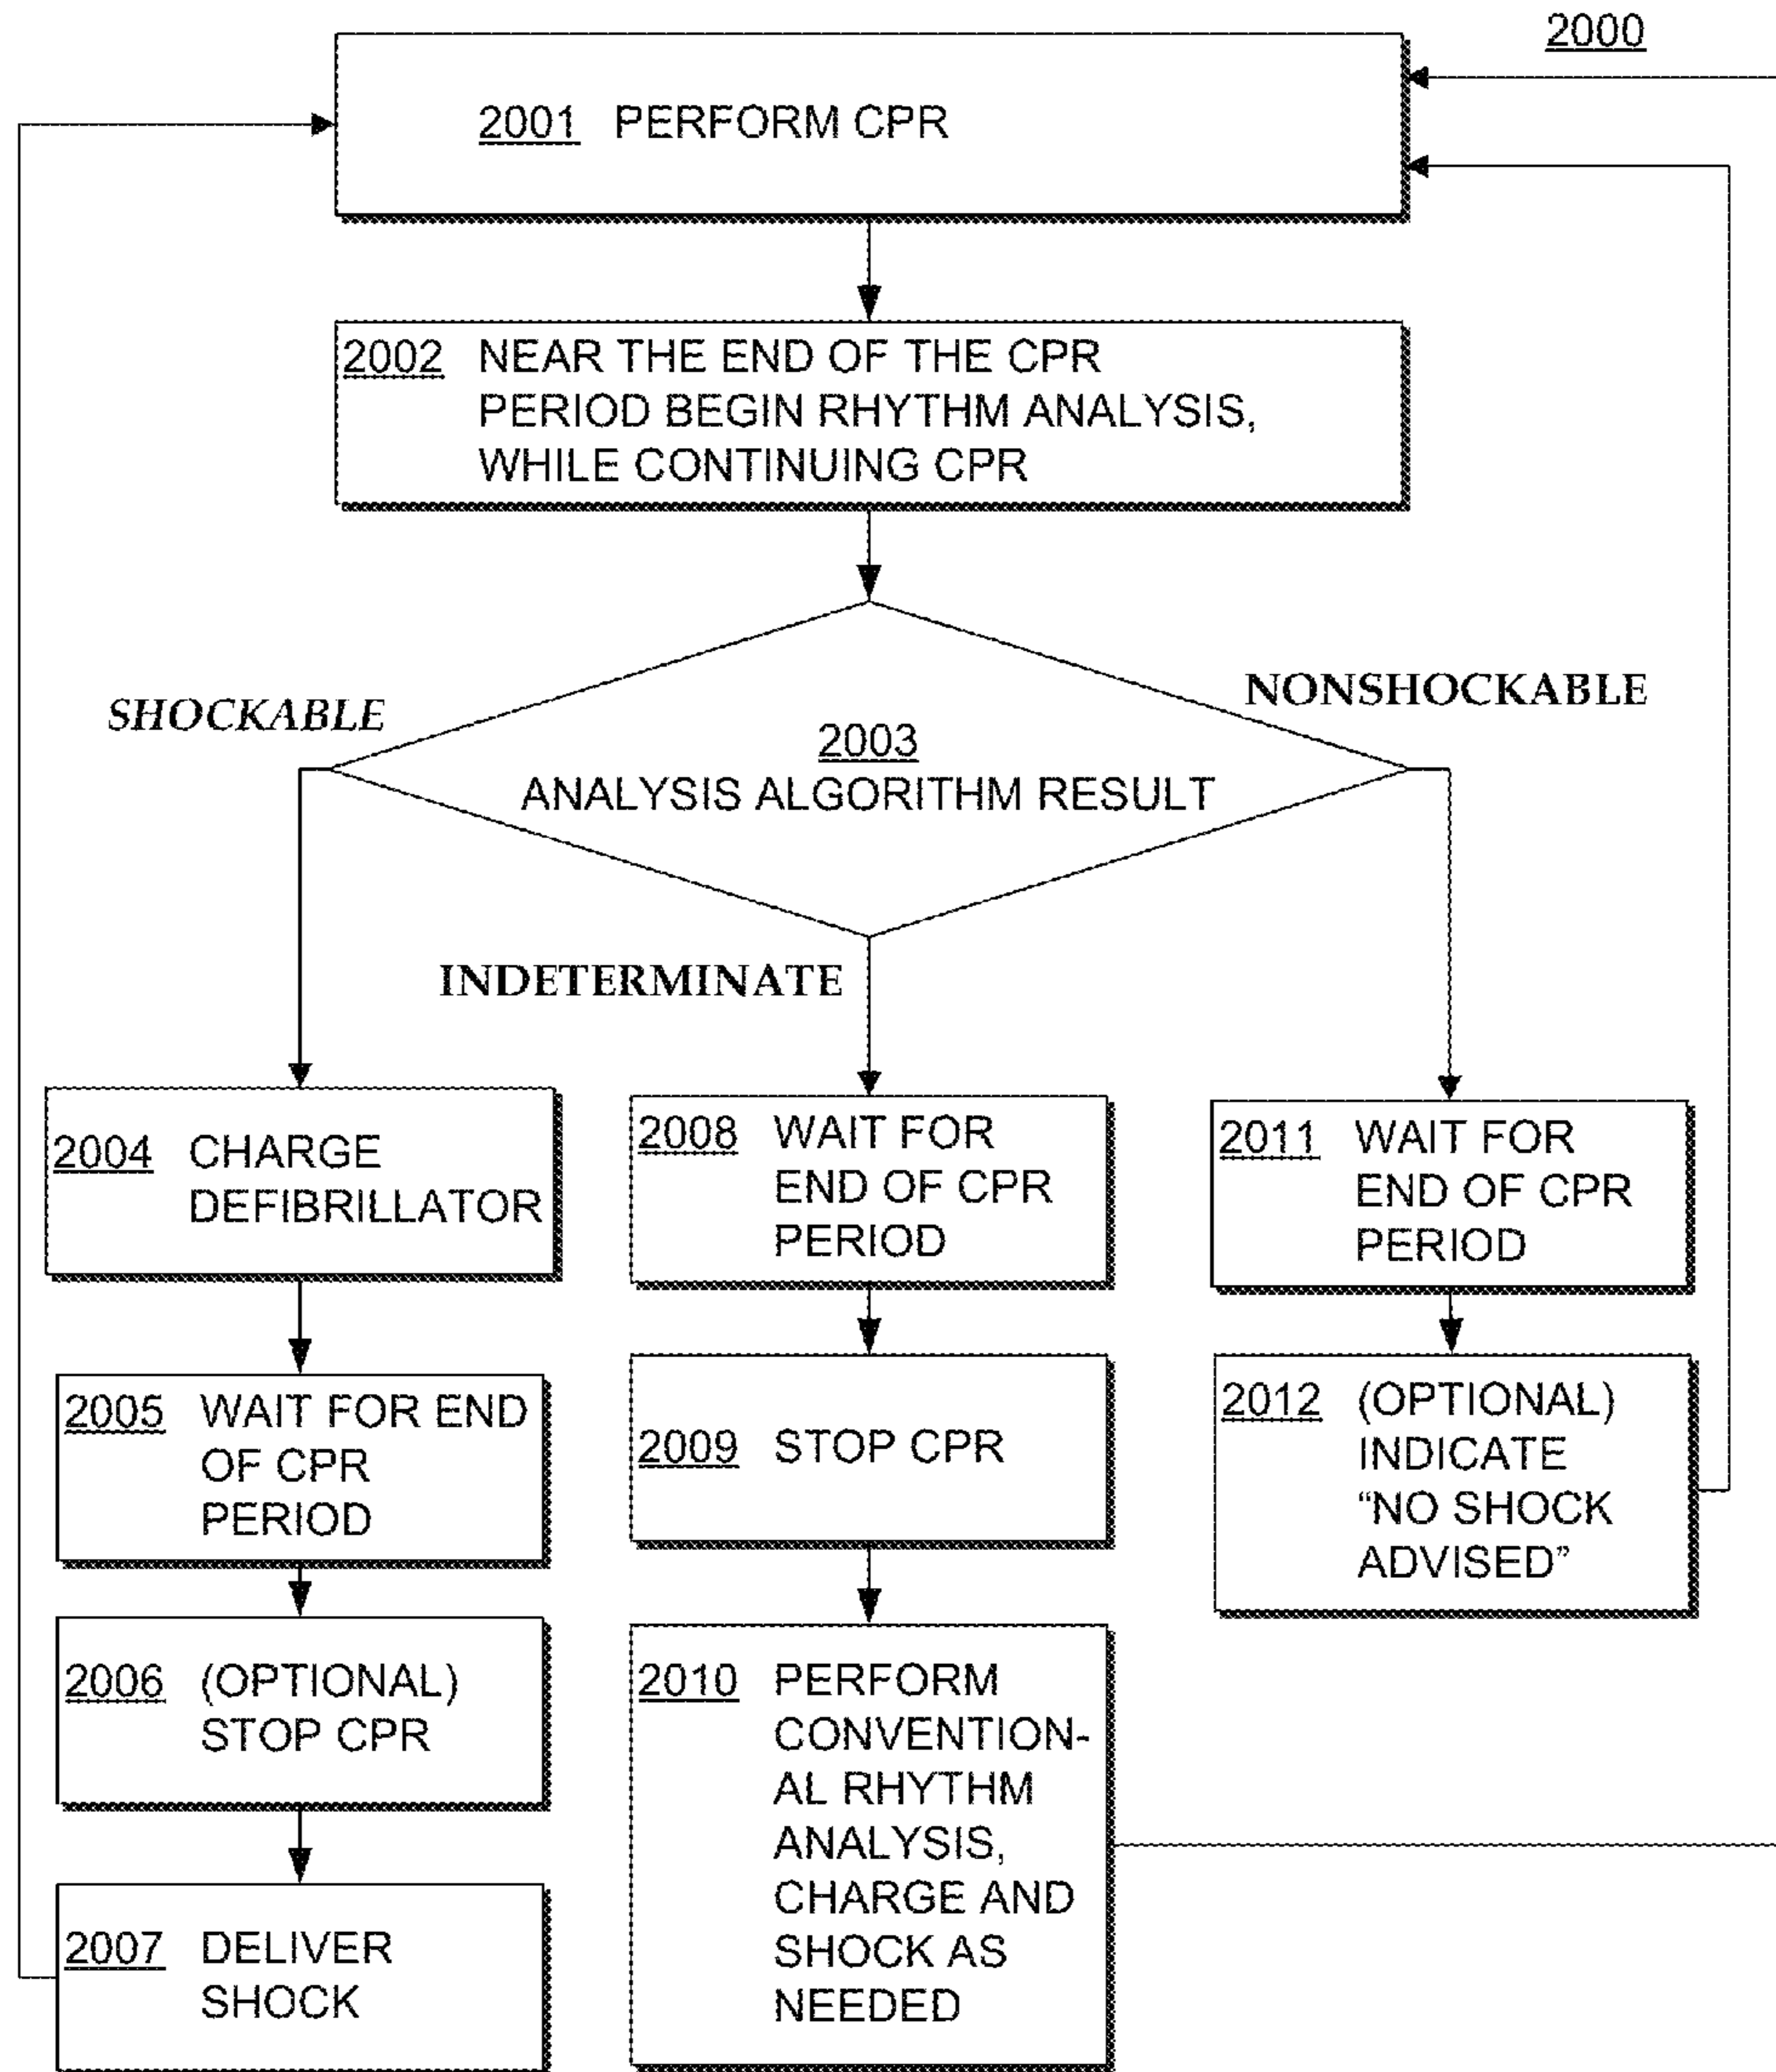 2000
2001 PERFORM CPR
2002 NEAR THE END OF THE CPR
PERIOD BEGIN RHYTHM ANALYSIS,
WHILE CONTINUING CPR
SHOCKABLE
NONSHOCKABLE
2003
ANALYSIS ALGORITHM RESULT
INDETERMINATE
2004 CHARGE
DEFIBRILLATOR
2005 WAIT FOR END
OF CPR
PERIOD
2006 (OPTIONAL)
STOP CPR
2007 DELIVER
SHOCK
2008 WAIT FOR
END OF CPR
PERIOD
2009 STOP CPR
2010 PERFORM
CONVENTION-
AL RHYTHM
ANALYSIS,
CHARGE AND
SHOCK AS
NEEDED
2011 WAIT FOR
END OF CPR
PERIOD
2012 (OPTIONAL)
INDICATE
“NO SHOCK
ADVISED”